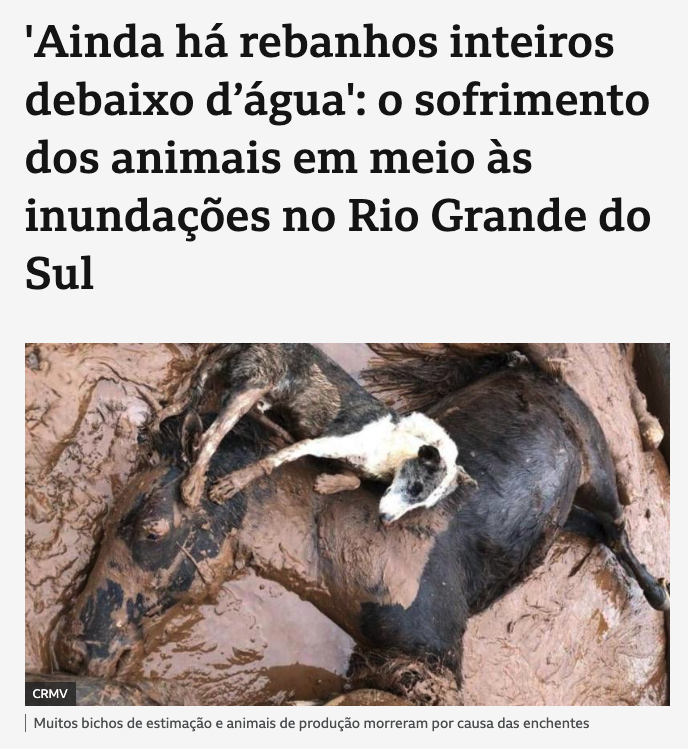 'Ainda há rebanhos inteiros
debaixo d’água': o sofrimento
dos animais em meio às
inundações no Rio Grande do
Sul
CRMV
Muitos bichos de estimação e animais de produção morreram por causa das enchentes